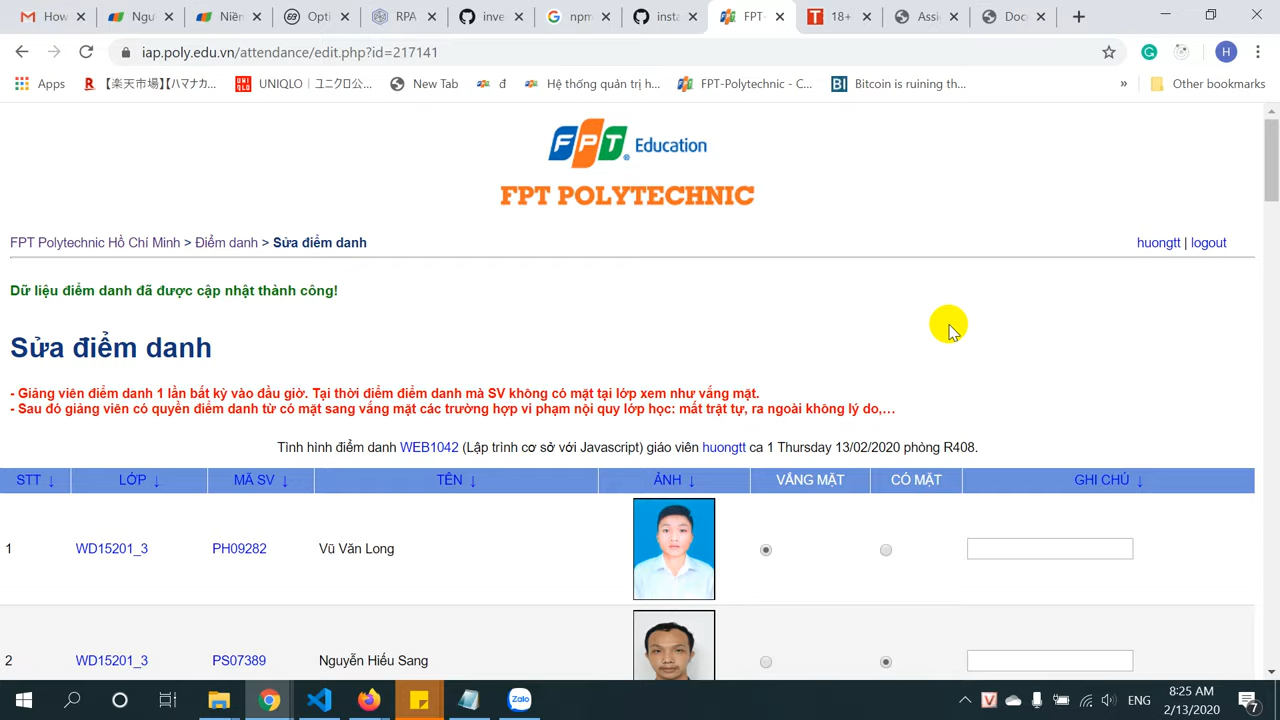 How
Ngư
Niên
Opti
RPA
inve
npm
insta
FPT-
18+
Assi
Doc
iap.poly.edu.vn/attendance/edit.php?id=217141
H
Apps
【楽天市場】【ハマナカ...
UNIQLO｜ユニクロ公...
New Tab
đ
Hệ thống quản trị h...
FPT-Polytechnic - C...
BI Bitcoin is ruining th...
»
Other bookmarks
FPT Education
FPT POLYTECHNIC
FPT Polytechnic Hồ Chí Minh > Điểm danh > Sửa điểm danh
huongtt | logout
Dữ liệu điểm danh đã được cập nhật thành công!
Sửa điểm danh
- Giảng viên điểm danh 1 lần bất kỳ vào đầu giờ. Tại thời điểm điểm danh mà SV không có mặt tại lớp xem như vắng mặt.
- Sau đó giảng viên có quyền điểm danh từ có mặt sang vắng mặt các trường hợp vi phạm nội quy lớp học: mất trật tự, ra ngoài không lý do,...
Tình hình điểm danh WEB1042 (Lập trình cơ sở với Javascript) giáo viên huongtt ca 1 Thursday 13/02/2020 phòng R408.
STT ↓ LỚP ↓ MÃ SV ↓ TÊN ↓ ẢNH ↓ VẮNG MẶT CÓ MẶT GHI CHÚ ↓
1 WD15201_3 PH09282 Vũ Văn Long
2 WD15201_3 PS07389 Nguyễn Hiếu Sang
Zalo
ENG
8:25 AM
2/13/2020
7